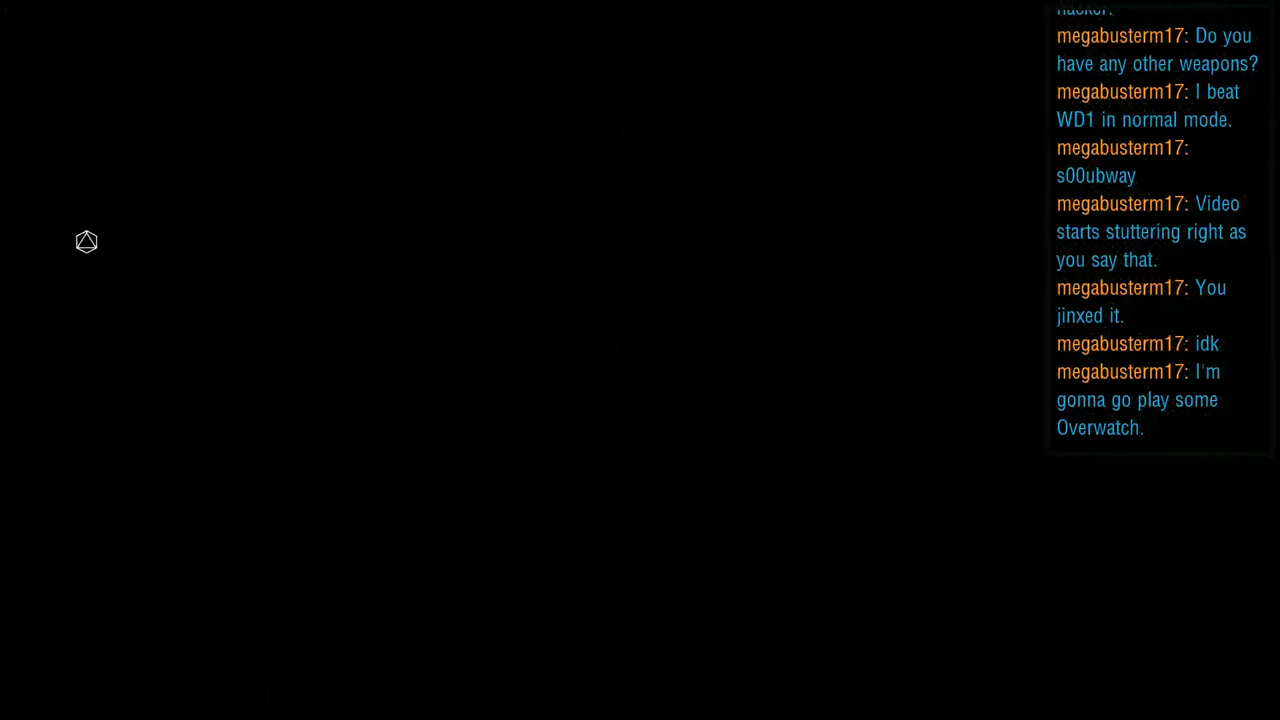 hacker.
megabusterm17: Do you
have any other weapons?
megabusterm17: I beat
WD1 in normal mode.
megabusterm17:
s00ubway
megabusterm17: Video
starts stuttering right as
you say that.
megabusterm17: You
jinxed it.
megabusterm17: idk
megabusterm17: I'm
gonna go play some
Overwatch.